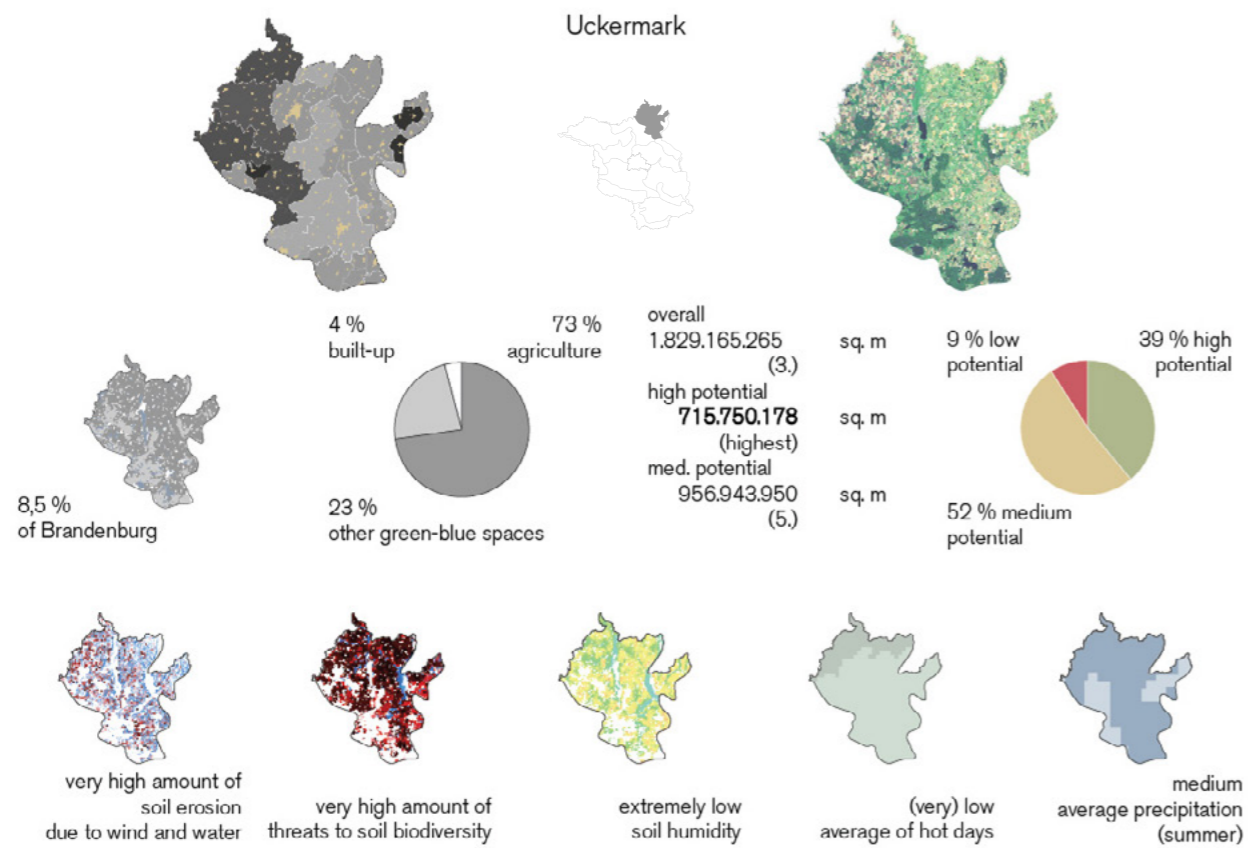 Uckermark
4 %
built-up
73 %
agriculture
overall
1.829.165.265
sq. m
(3.)
high potential
715.750.178
sq. m
(highest)
med. potential
956.943.950
sq. m
(5.)
9 % low
potential
39 % high
potential
8,5 %
of Brandenburg
23 %
other green-blue spaces
52 % medium
potential
very high amount of
soil erosion
due to wind and water
very high amount of
threats to soil biodiversity
extremely low
soil humidity
(very) low
average of hot days
medium
average precipitation
(summer)